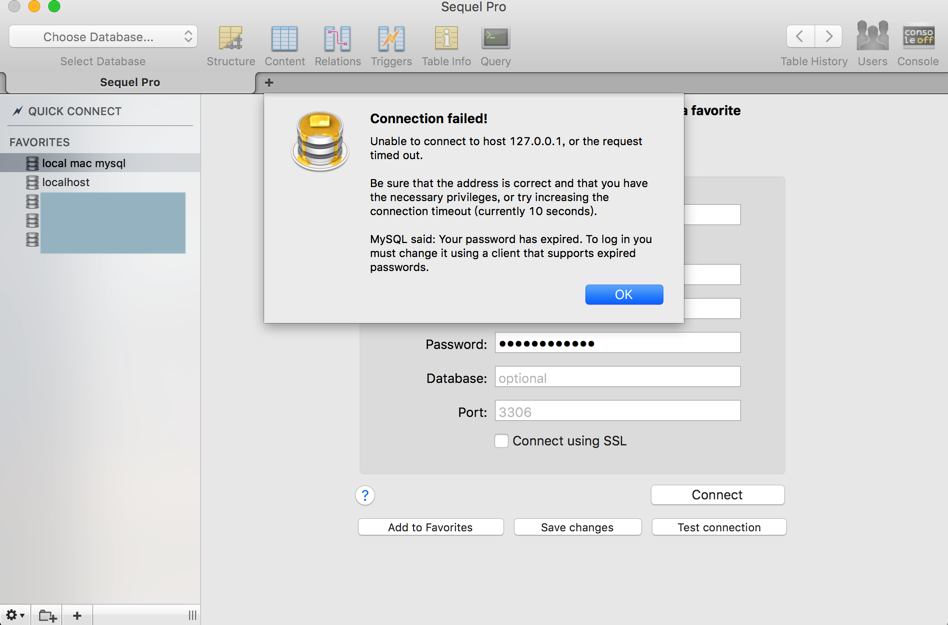 Sequel Pro
Choose Database...
Select Database
Structure
Content
Relations
Triggers
Table Info
Query
Table History
Users
conso
le off
Console
Sequel Pro
+
QUICK CONNECT
FAVORITES
local mac mysql
localhost
a favorite
Connection failed!
Unable to connect to host 127.0.0.1, or the request
timed out.
Be sure that the address is correct and that you have
the necessary privileges, or try increasing the
connection timeout (currently 10 seconds).
MySQL said: Your password has expired. To log in you
must change it using a client that supports expired
passwords.
OK
Password: ••••••••••••
Database: optional
Port: 3306
Connect using SSL
?
Connect
Add to Favorites
Save changes
Test connection
+